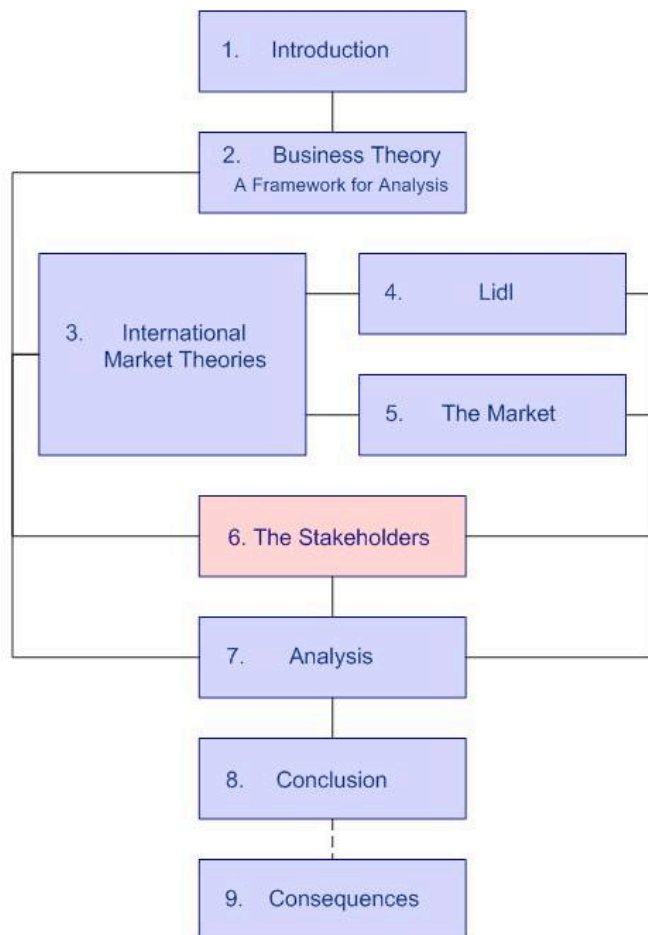 1. Introduction
2. Business Theory
A Framework for Analysis
3. International
Market Theories
4. Lidl
5. The Market
6. The Stakeholders
7. Analysis
8. Conclusion
9. Consequences